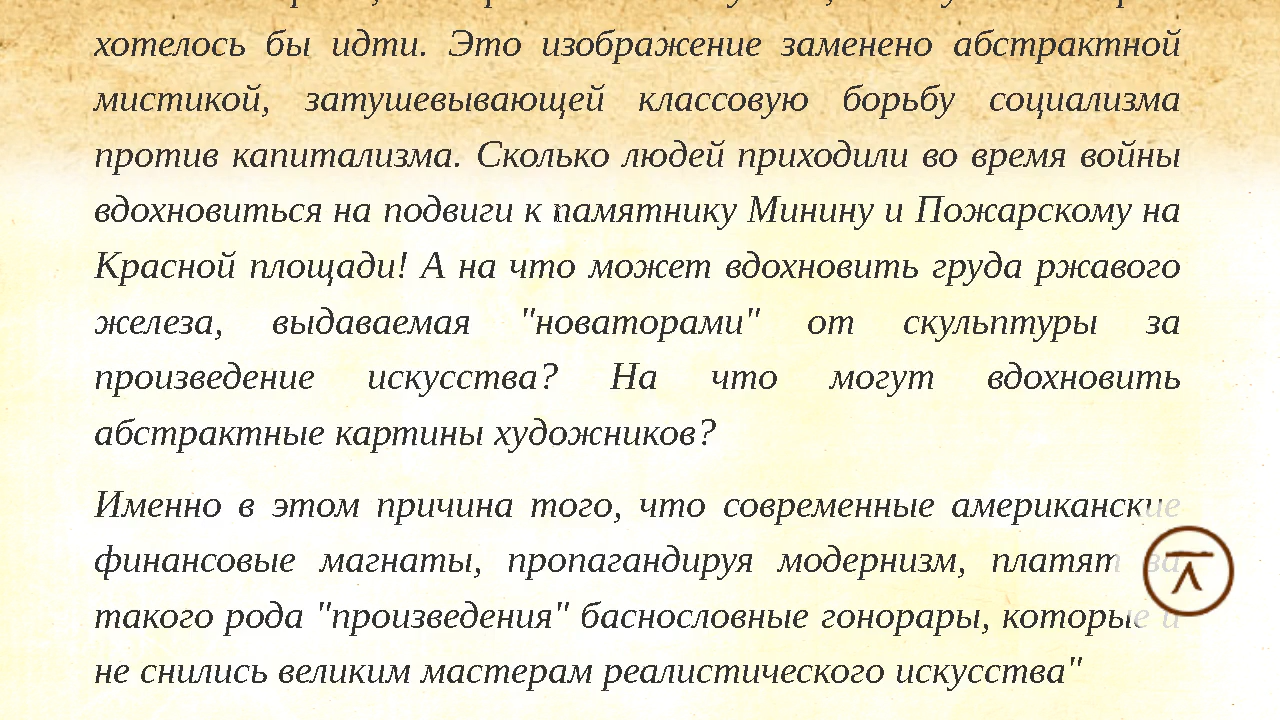 хотелось бы идти. Это изображение заменено абстрактной
мистикой, затушевывающей классовую борьбу социализма
против капитализма. Сколько людей приходили во время войны
вдохновиться на подвиги к памятнику Минину и Пожарскому на
Красной площади! А на что может вдохновить груда ржавого
железа, выдаваемая "новаторами" от скульптуры за
произведение искусства? На что могут вдохновить
абстрактные картины художников?
Именно в этом причина того, что современные американские
финансовые магнаты, пропагандируя модернизм, платят за
такого рода "произведения" баснословные гонорары, которые и
не снились великим мастерам реалистического искусства"